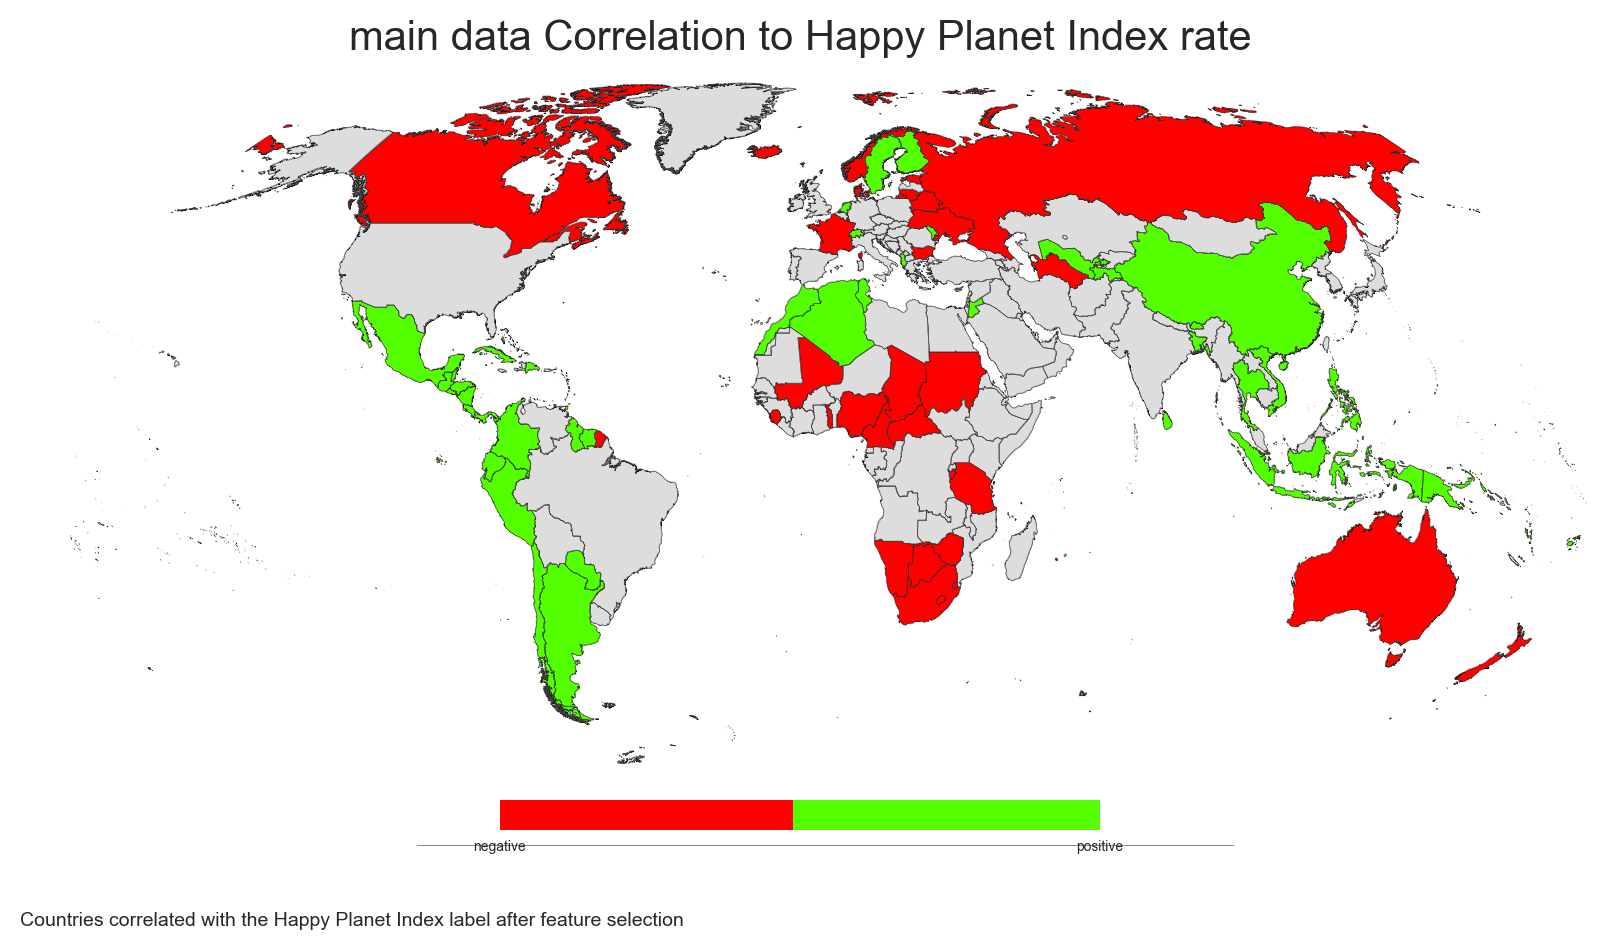 main data Correlation to Happy Planet Index rate
negative
positive
Countries correlated with the Happy Planet Index label after feature selection